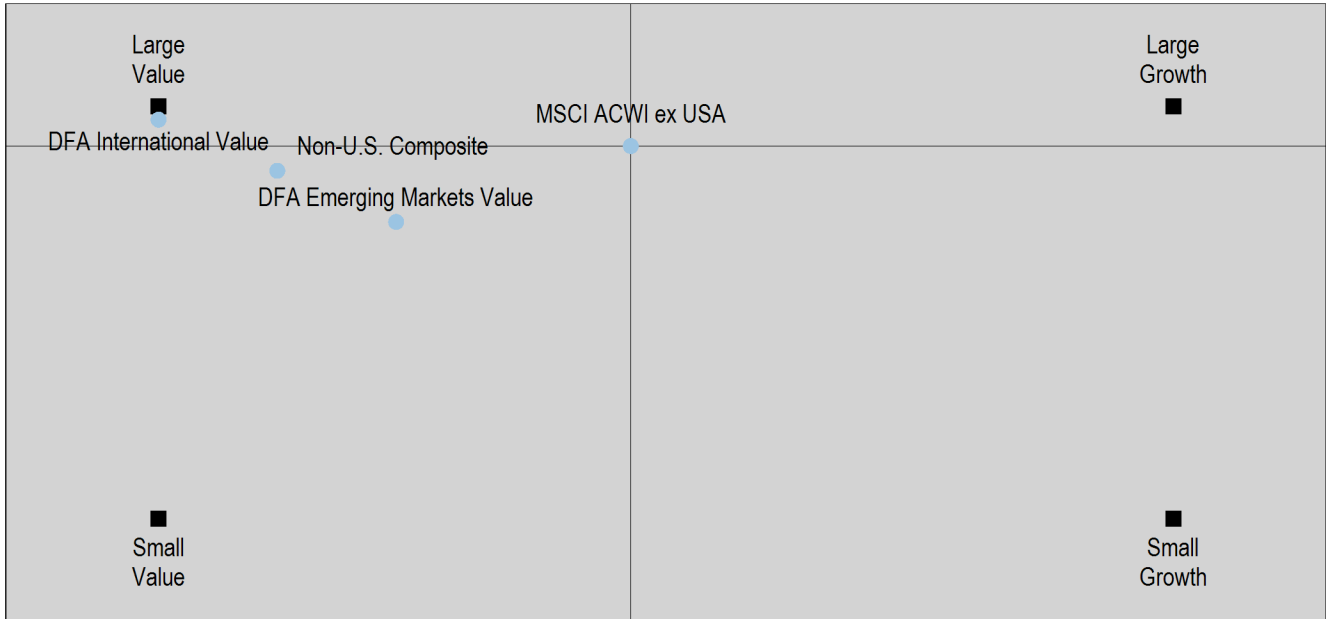 Large
Value
Large
Growth
MSCI ACWI ex USA
DFA International Value
Non-U.S. Composite
DFA Emerging Markets Value
Small
Value
Small
Growth